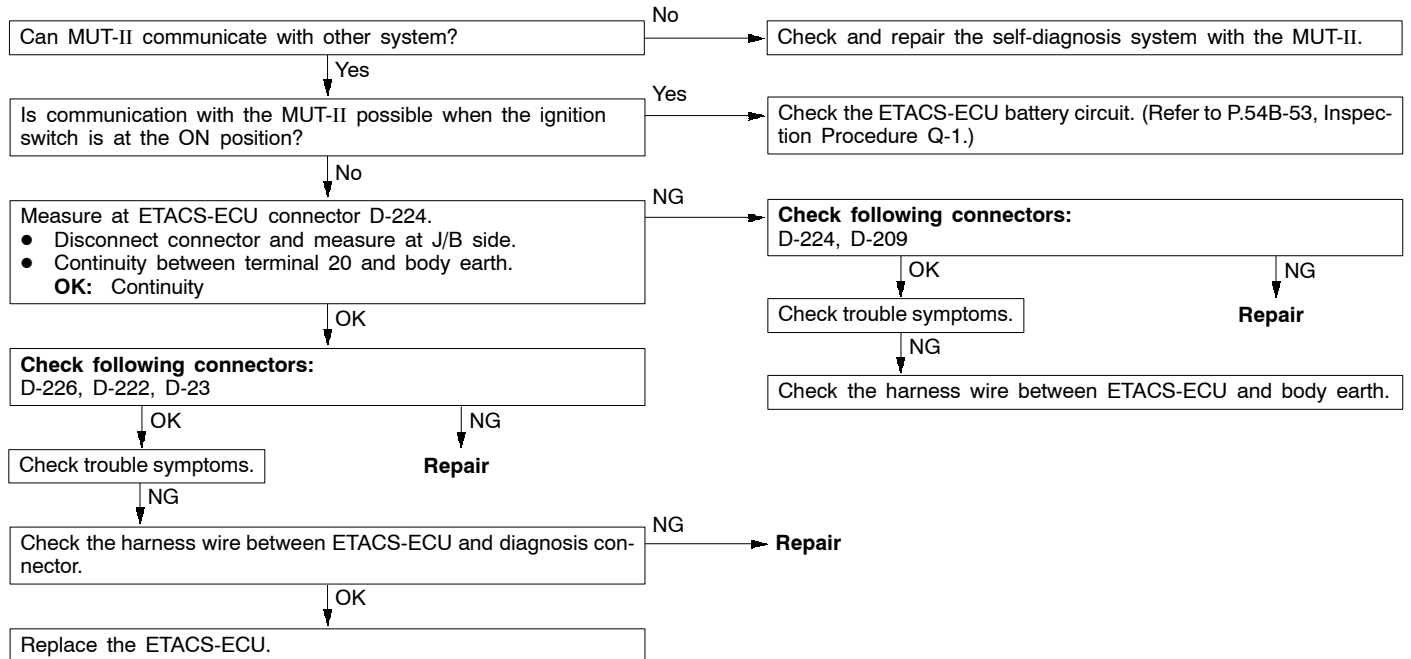 Can MUT-II communicate with other system?
No
Check and repair the self-diagnosis system with the MUT-II.
Yes
Is communication with the MUT-II possible when the ignition
switch is at the ON position?
Yes
Check the ETACS-ECU battery circuit. (Refer to P.54B-53, Inspec-
tion Procedure Q-1.)
No
Measure at ETACS-ECU connector D-224.
● Disconnect connector and measure at J/B side.
● Continuity between terminal 20 and body earth.
OK: Continuity
NG
Check following connectors:
D-224, D-209
OK
NG
Check trouble symptoms.
Repair
NG
Check the harness wire between ETACS-ECU and body earth.
OK
Check following connectors:
D-226, D-222, D-23
OK
NG
Check trouble symptoms.
Repair
NG
Check the harness wire between ETACS-ECU and diagnosis con-
nector.
NG
Repair
OK
Replace the ETACS-ECU.